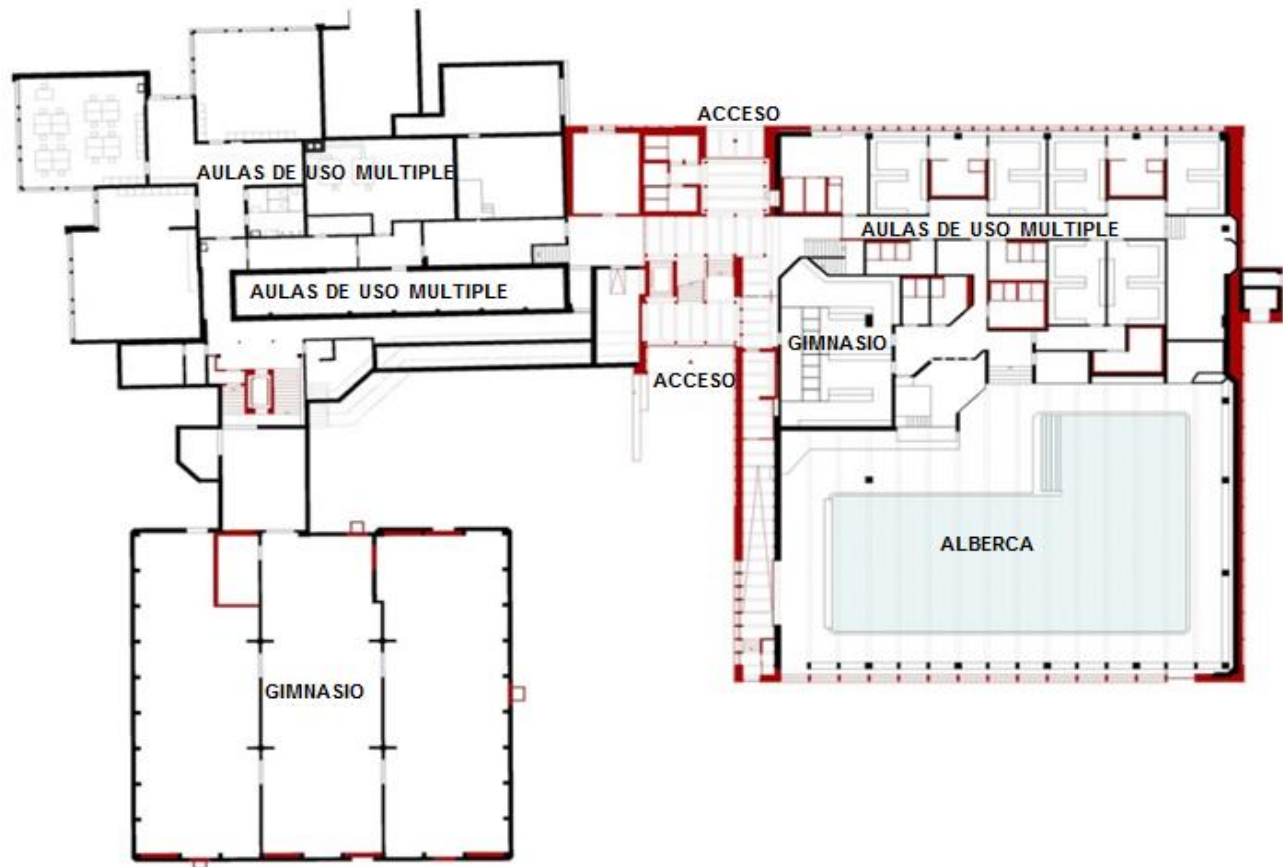 ACCESO
AULAS DE USO MULTIPLE
AULAS DE USO MULTIPLE
AULAS DE USO MULTIPLE
GIMNASIO
ACCESO
ALBERCA
GIMNASIO